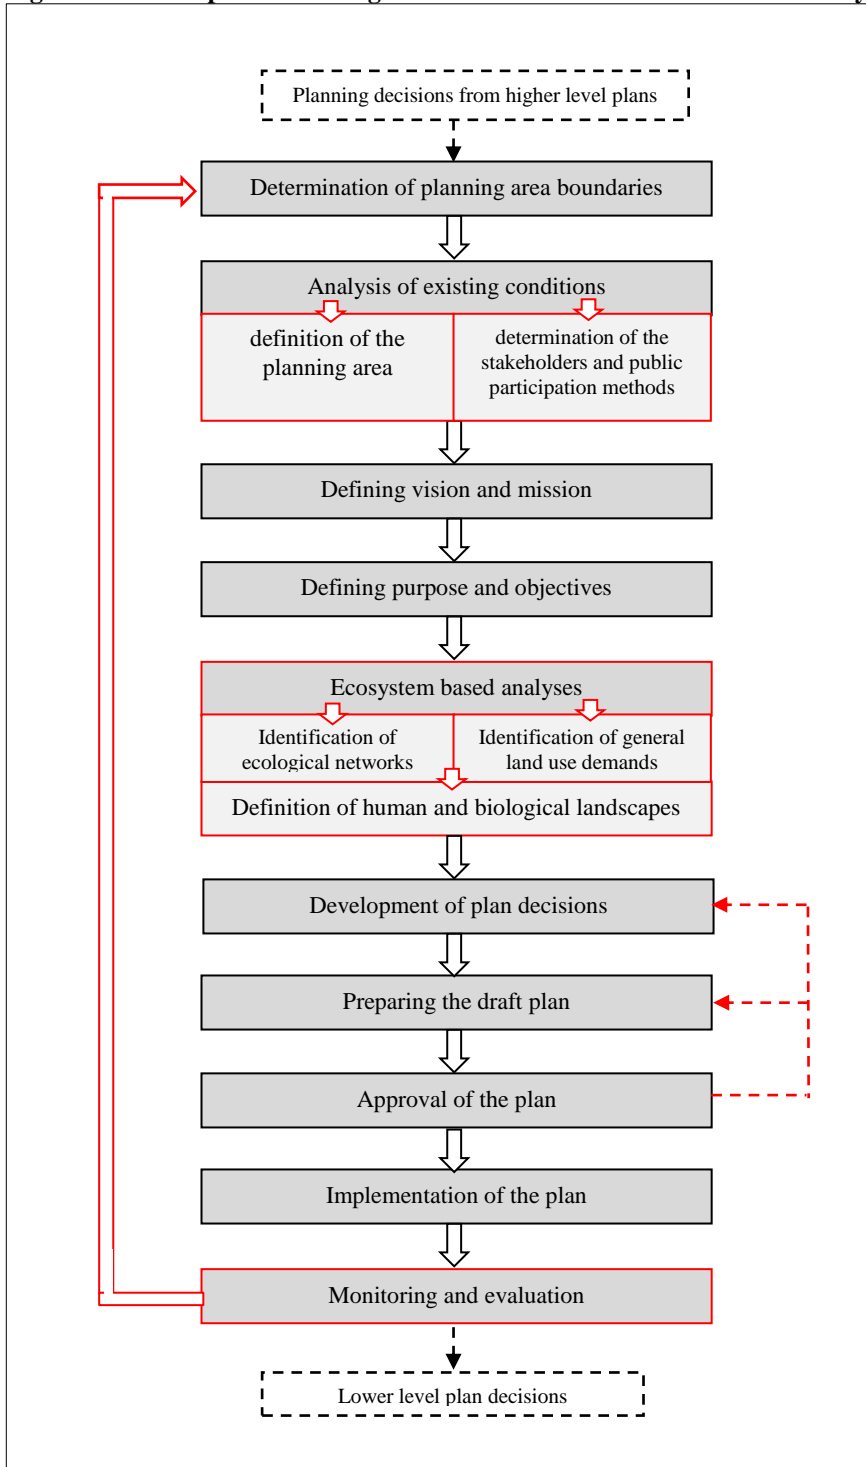 Planning decisions from higher level plans
Determination of planning area boundaries
Analysis of existing conditions
definition of the
planning area
determination of the
stakeholders and public
participation methods
Defining vision and mission
Defining purpose and objectives
Ecosystem based analyses
Identification of
ecological networks
Identification of general
land use demands
Definition of human and biological landscapes
Development of plan decisions
Preparing the draft plan
Approval of the plan
Implementation of the plan
Monitoring and evaluation
Lower level plan decisions